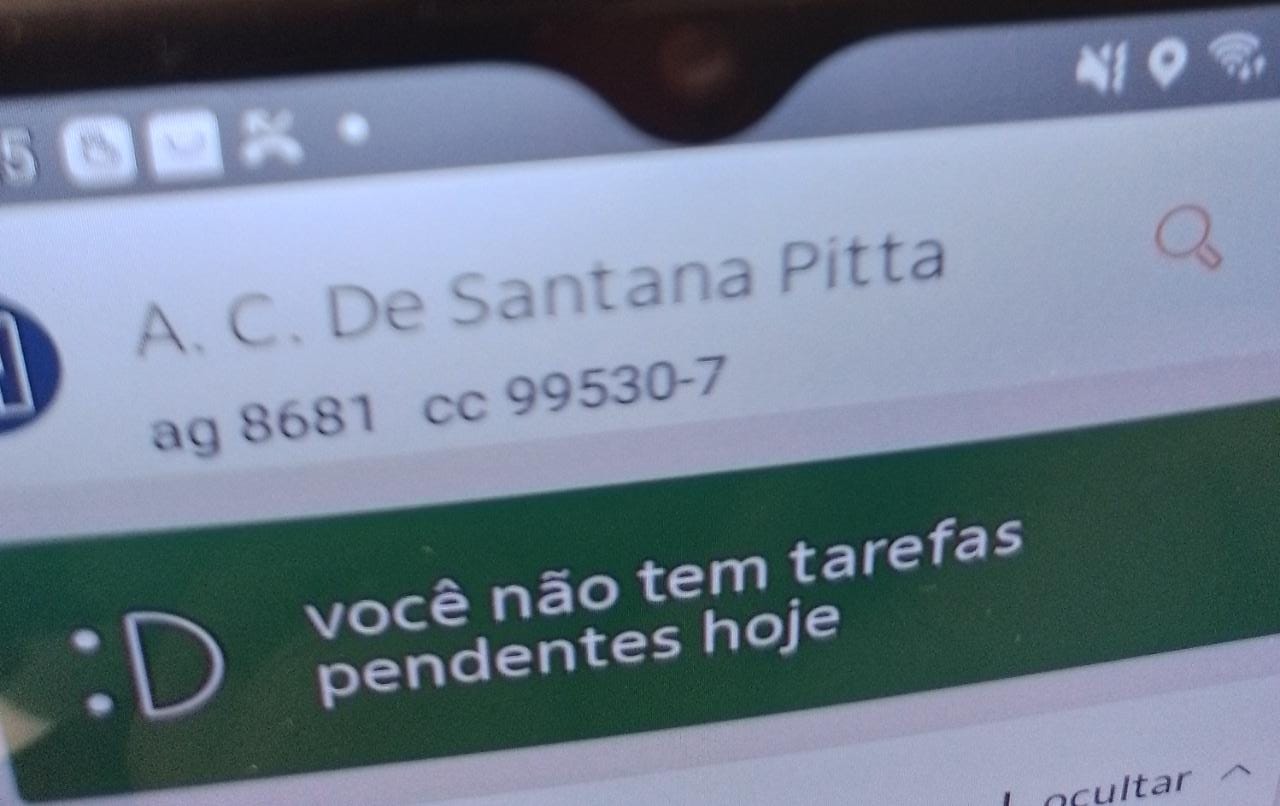 5
A. C. De Santana Pitta
ag 8681 cc 99530-7
:D você não tem tarefas
pendentes hoje
ocultar